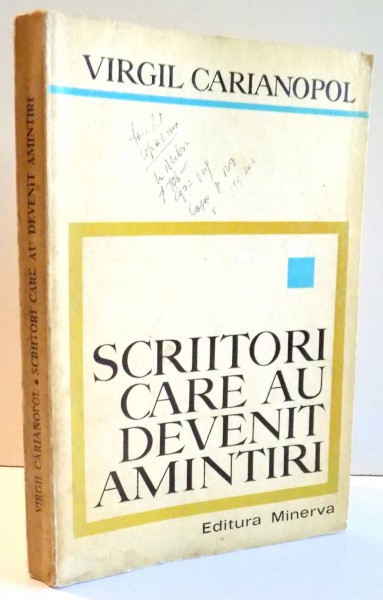 VIRGIL CARIANOPOL
SCRIITORI
CARE AU
DEVENIT
AMINTIRI
Editura Minerva
VIRGIL CARIANOPOL • SCRIITORI CARE AU DEVENIT AMINTIRI